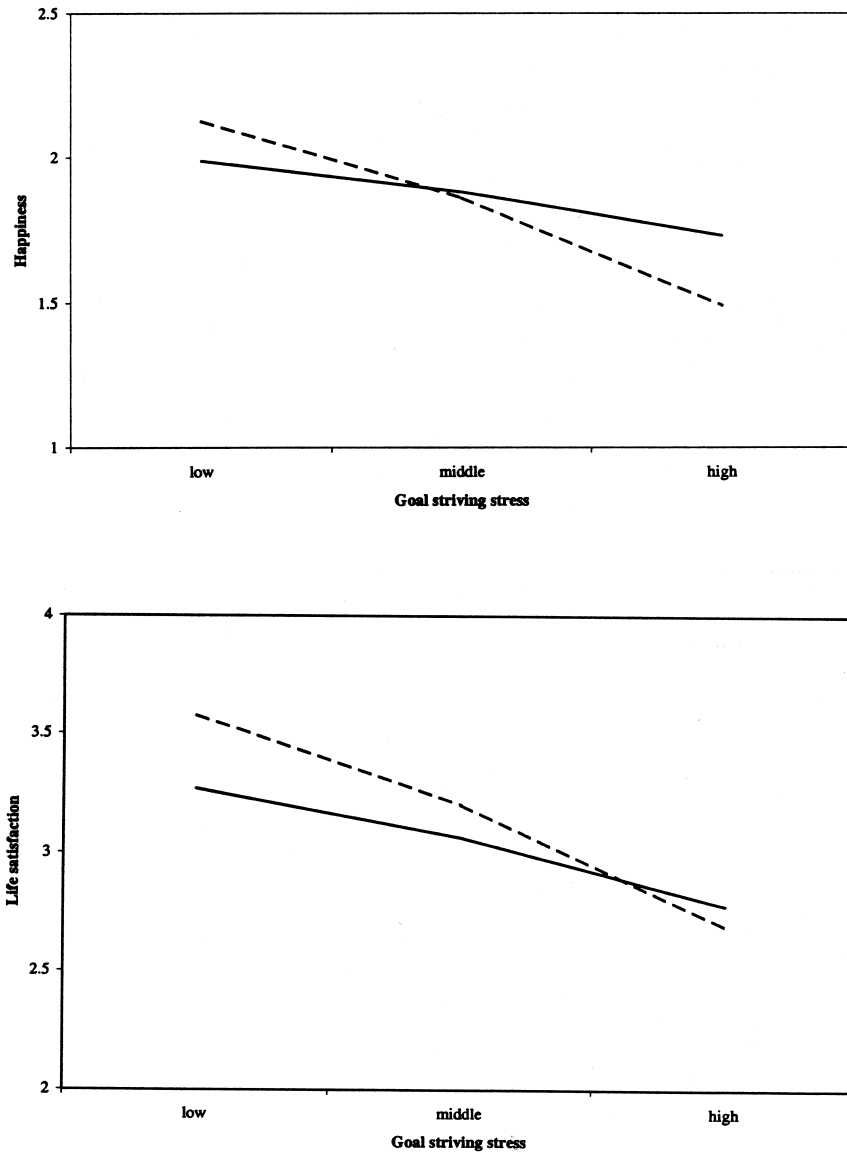 2.5
2
1.5
1
Happiness
low middle high
Goal striving stress
4
3.5
3
2.5
2
Life satisfaction
low middle high
Goal striving stress